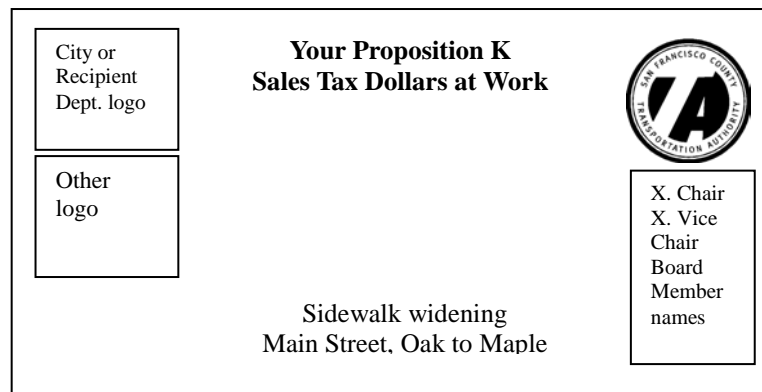 City or
Recipient
Dept. logo
Your Proposition K
Sales Tax Dollars at Work
SAN FRANCISCO COUNTY
TRANSPORTATION AUTHORITY
TA
Other
logo
X. Chair
X. Vice
Chair
Board
Member
names
Sidewalk widening
Main Street, Oak to Maple